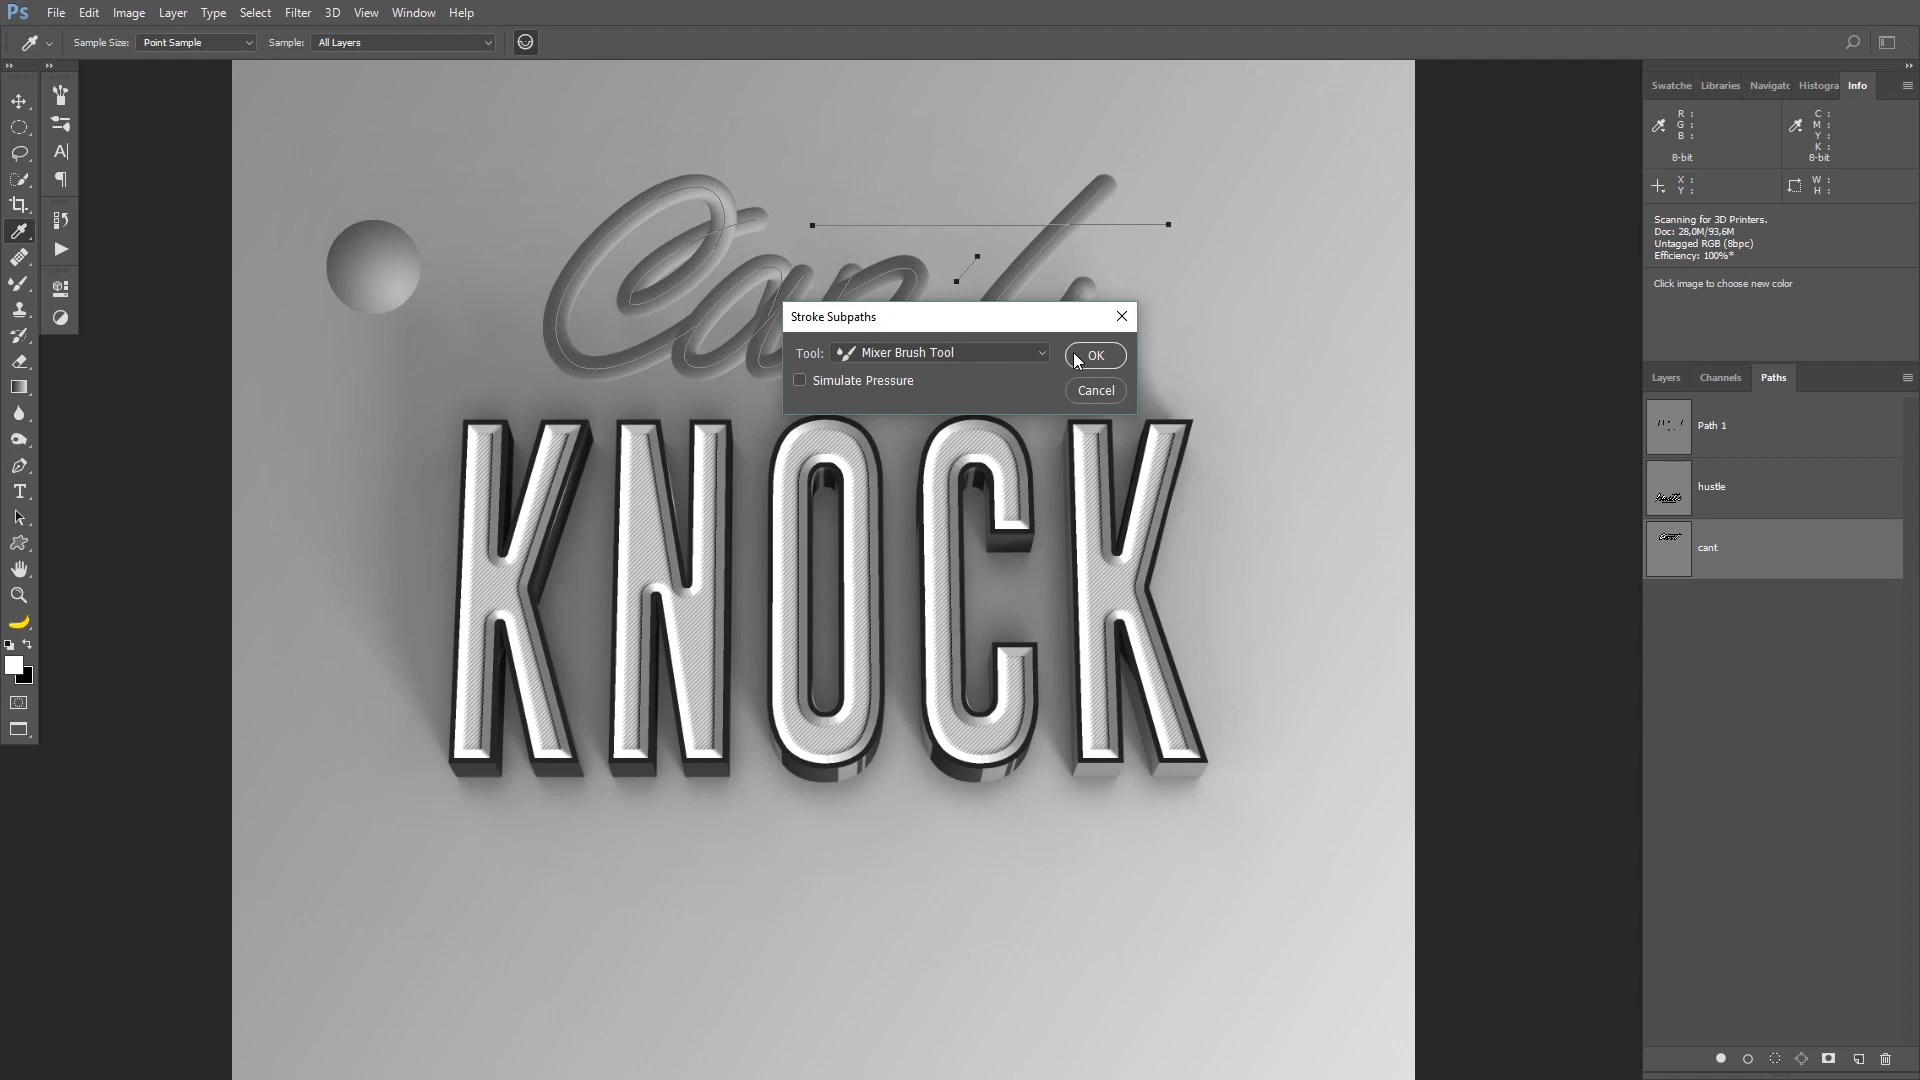 Ps File Edit Image Layer Type Select Filter 3D View Window Help
Sample Size: Point Sample Sample: All Layers
Swatche Libraries Navigatc Histogra Info
R : C :
G : M :
B : Y :
K :
8-bit 8-bit
X : W :
Y : H :
Scanning for 3D Printers.
Doc: 28,0M/93,6M
Untagged RGB (8bpc)
Efficiency: 100%*
Click image to choose new color
Can't
Stroke Subpaths
Tool: Mixer Brush Tool OK
Simulate Pressure Cancel
KNOCK
Layers Channels Paths
Path 1
hustle
cant